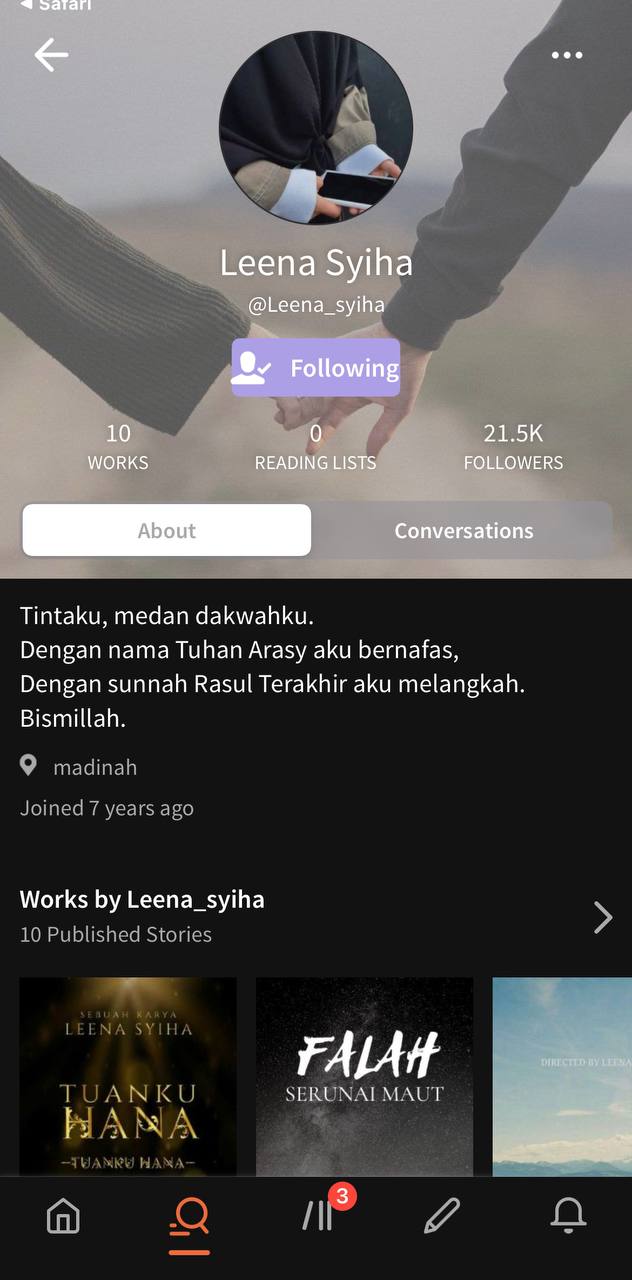 Safari
Leena Syiha
@Leena_syiha
Following
10
0
21.5K
WORKS
READING LISTS
FOLLOWERS
About
Conversations
Tintaku, medan dakwahku.
Dengan nama Tuhan Arasy aku bernafas,
Dengan sunnah Rasul Terakhir aku melangkah.
Bismillah.
madinah
Joined 7 years ago
Works by Leena_syiha
10 Published Stories
SEBUAH KARYA
LEENA SYIHA
TUANKU
HANA
TUANKU HANA
FALAH
SERUNAI MAUT
DIRECTED BY LEENA
3